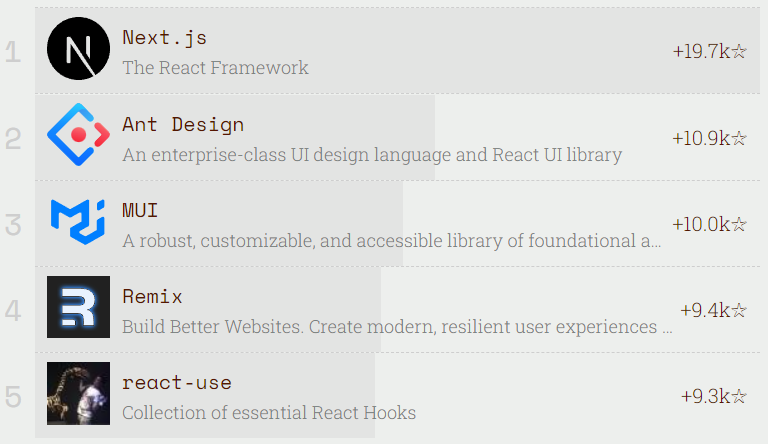 1
Next.js
The React Framework
+19.7k☆
2
Ant Design
An enterprise-class UI design language and React UI library
+10.9k☆
3
MUI
A robust, customizable, and accessible library of foundational a...
+10.0k☆
4
Remix
Build Better Websites. Create modern, resilient user experiences ...
+9.4k☆
5
react-use
Collection of essential React Hooks
+9.3k☆